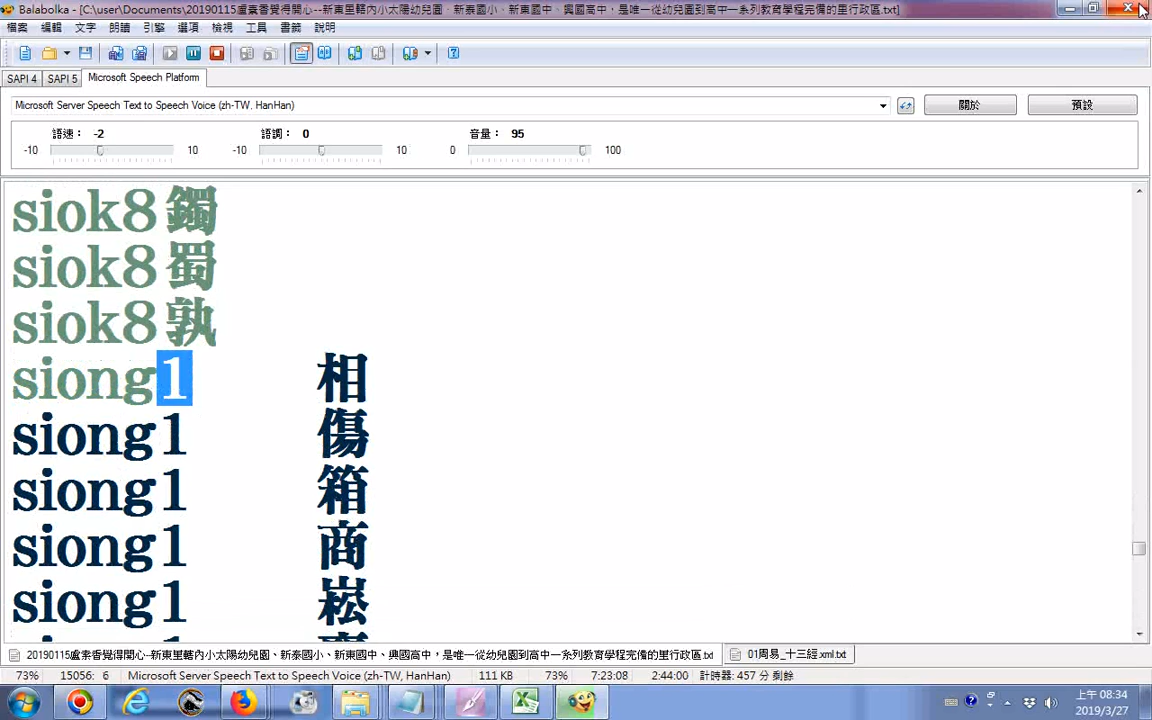 Balabolka - [C:\user\Documents\20190115盧素香覺得開心--新東里轄內小太陽幼兒園、新泰國小、新東國中、興國高中，是唯一從幼兒園到高中一系列教育學程完備的里行政區.txt]
檔案 編輯 文字 朗讀 引擎 選項 檢視 工具 書籤 說明
SAPI 4 SAPI 5 Microsoft Speech Platform
Microsoft Server Speech Text to Speech Voice (zh-TW, HanHan) 關於 預設
語速： -2 語調： 0 音量： 95
-10 10 -10 10 0 100
siok8 鐲
siok8 蜀
siok8 孰
siong1 相
siong1 傷
siong1 箱
siong1 商
siong1 崧
20190115盧素香覺得開心--新東里轄內小太陽幼兒園、新泰國小、新東國中、興國高中，是唯一從幼兒園到高中一系列教育學程完備的里行政區.txt 01周易_十三經.xml.txt
73% 15056: 6 Microsoft Server Speech Text to Speech Voice (zh-TW, HanHan) 111 KB 73% 7:23:08 2:44:00 計時器: 457 分 剩餘
上午 08:34
2019/3/27